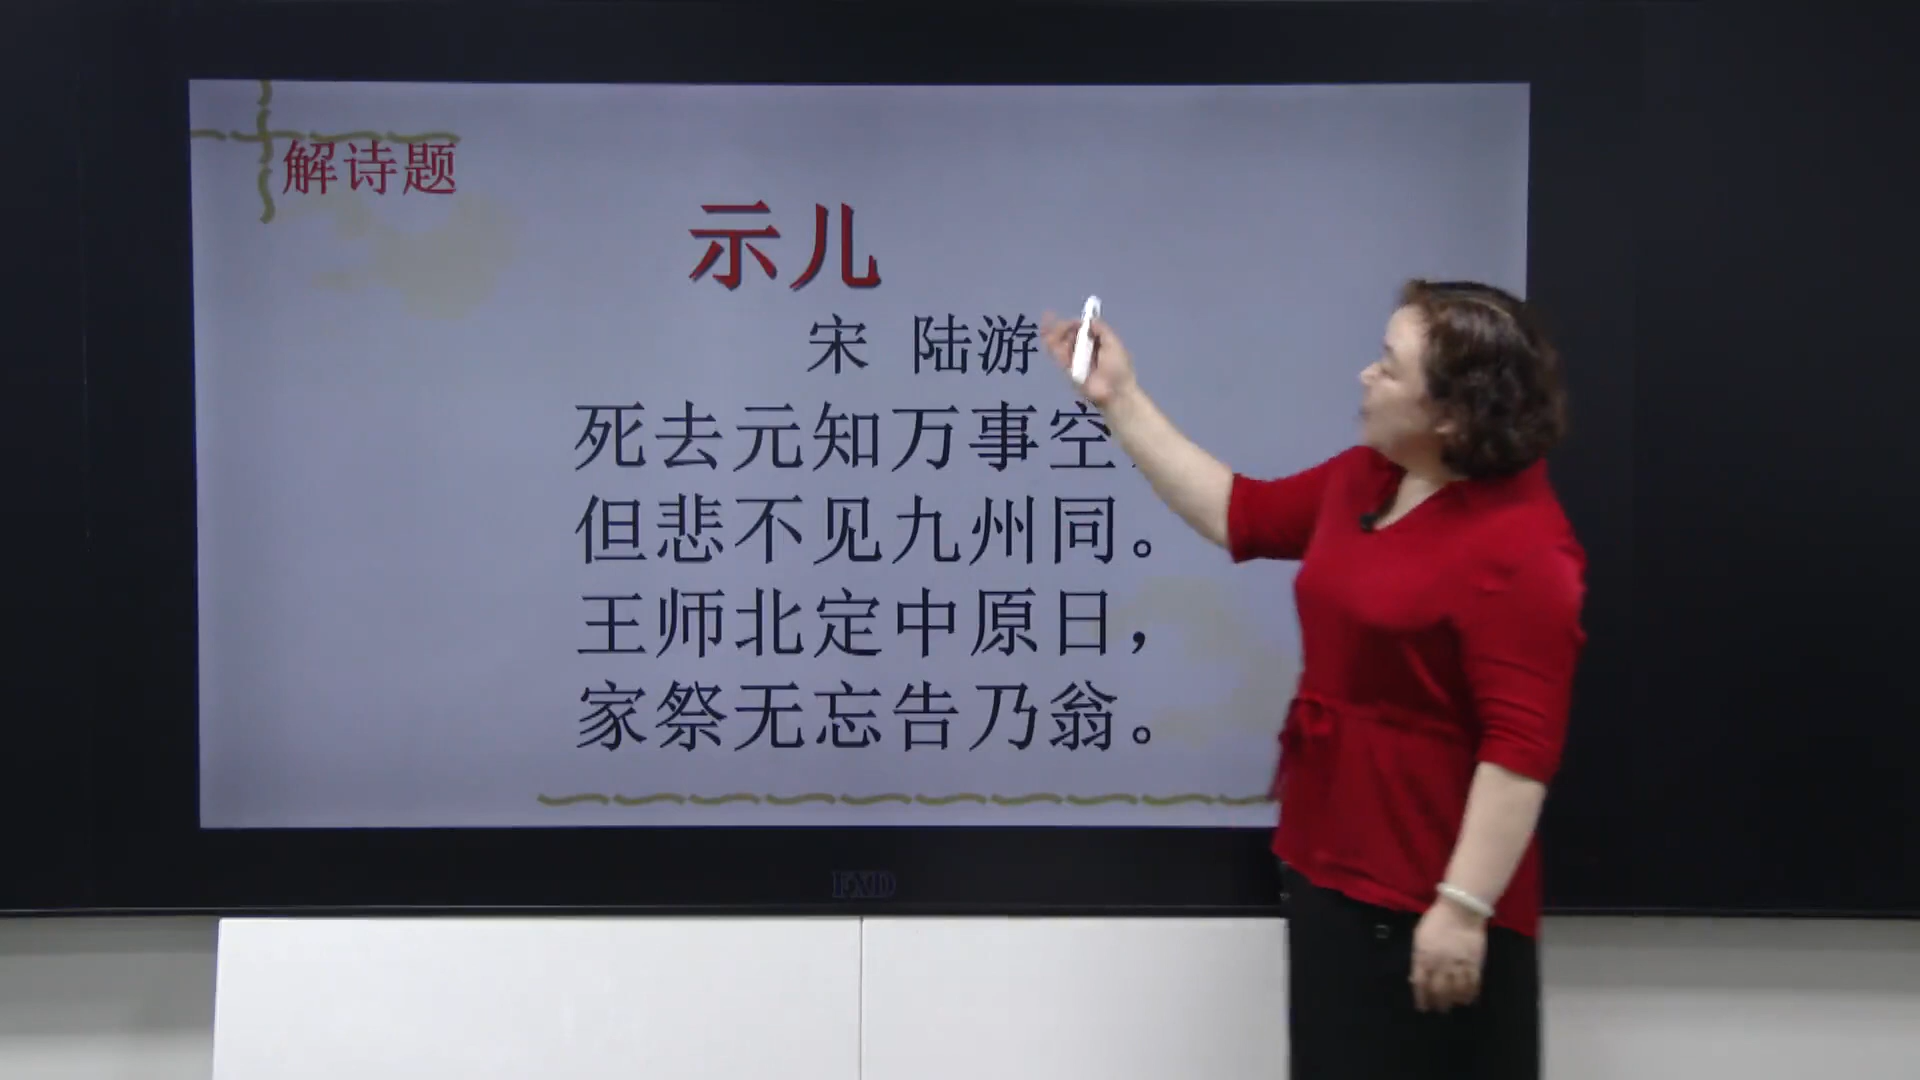 解诗题
示儿
宋 陆游
死去元知万事空，
但悲不见九州同。
王师北定中原日，
家祭无忘告乃翁。